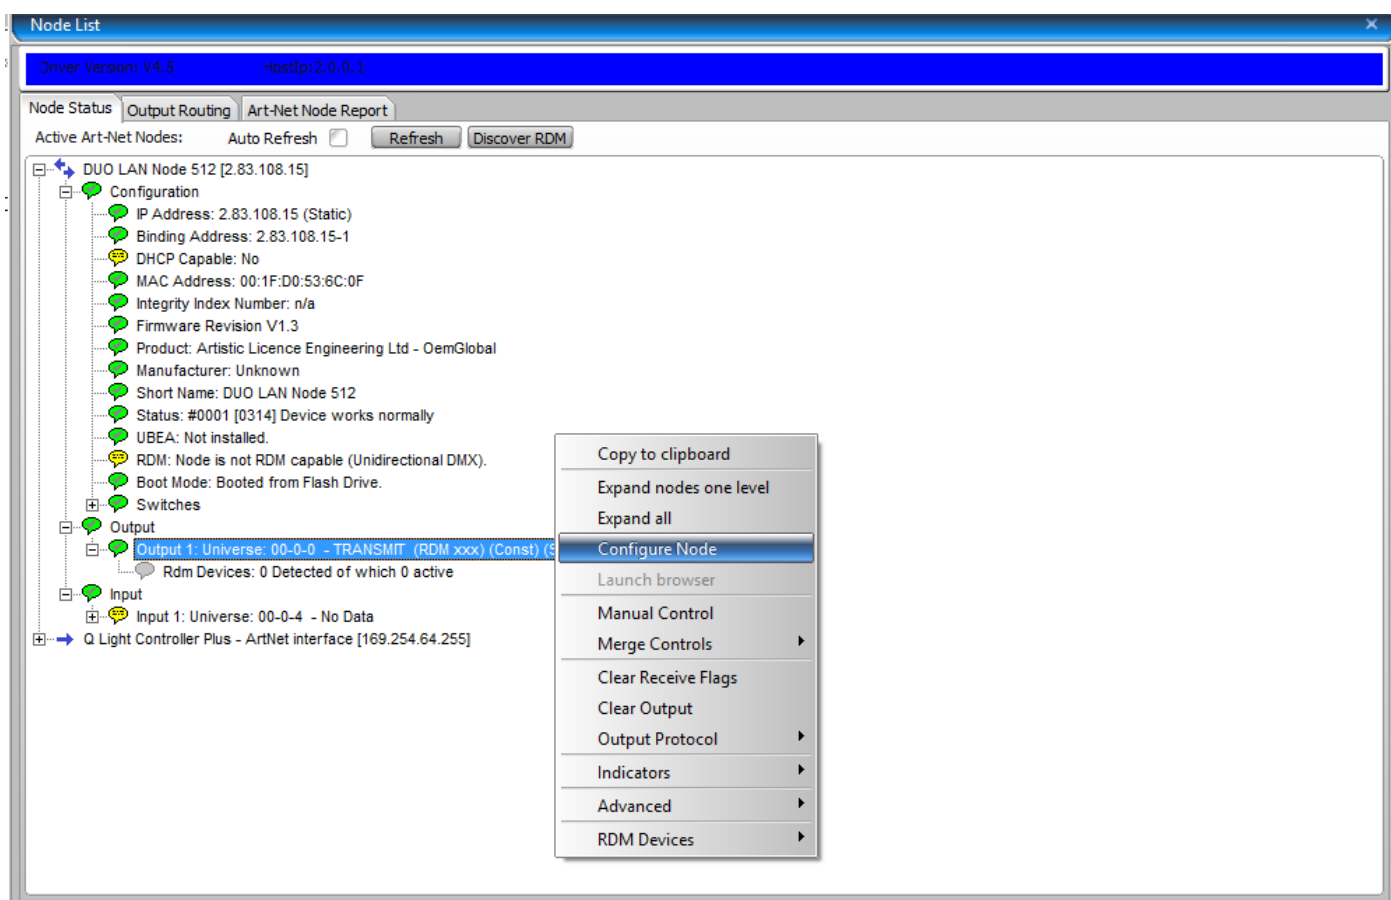 Node List
Driver Version: V4.5 HostIp:2.0.0.1
Node Status Output Routing Art-Net Node Report
Active Art-Net Nodes: Auto Refresh Refresh Discover RDM
DUO LAN Node 512 [2.83.108.15]
Configuration
IP Address: 2.83.108.15 (Static)
Binding Address: 2.83.108.15-1
DHCP Capable: No
MAC Address: 00:1F:D0:53:6C:0F
Integrity Index Number: n/a
Firmware Revision V1.3
Product: Artistic Licence Engineering Ltd - OemGlobal
Manufacturer: Unknown
Short Name: DUO LAN Node 512
Status: #0001 [0314] Device works normally
UBEA: Not installed.
RDM: Node is not RDM capable (Unidirectional DMX).
Boot Mode: Booted from Flash Drive.
Switches
Output
Output 1: Universe: 00-0-0 - TRANSMIT (RDM xxx) (Const) (S
Rdm Devices: 0 Detected of which 0 active
Input
Input 1: Universe: 00-0-4 - No Data
Q Light Controller Plus - ArtNet interface [169.254.64.255]
Copy to clipboard
Expand nodes one level
Expand all
Configure Node
Launch browser
Manual Control
Merge Controls
Clear Receive Flags
Clear Output
Output Protocol
Indicators
Advanced
RDM Devices